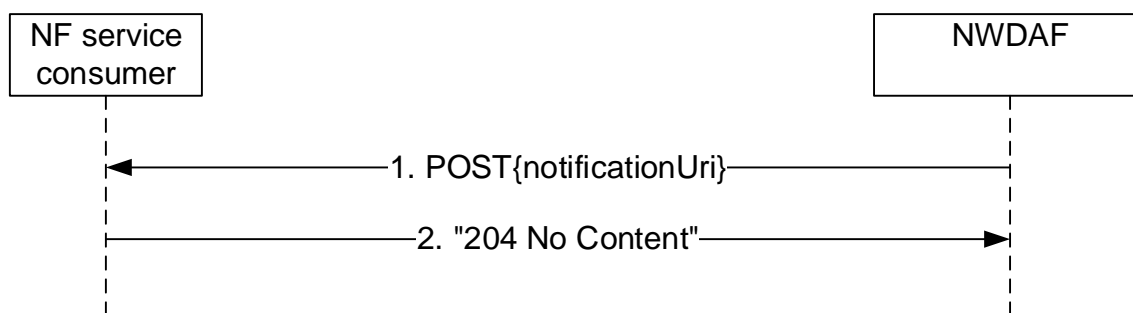 NF service
consumer
NWDAF
1. POST{notificationUri}
2. "204 No Content"